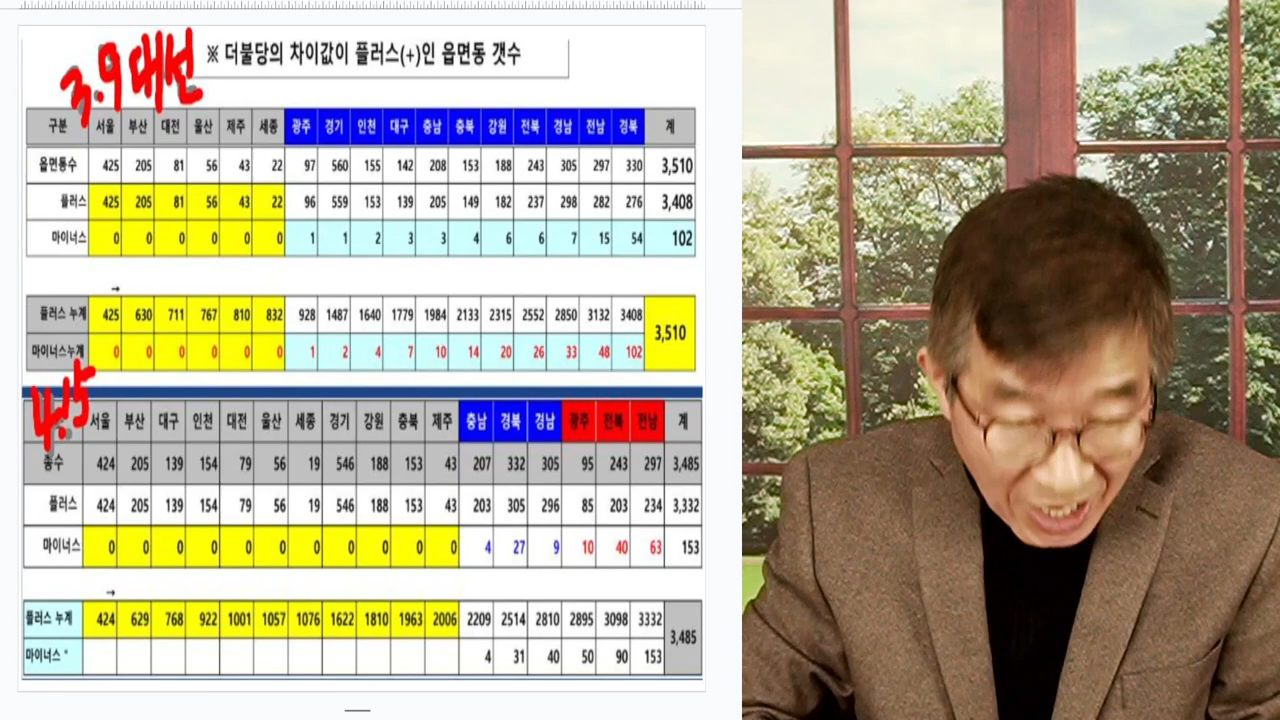 3.9 대선
※ 더불당의 차이값이 플러스(+)인 읍면동 갯수
구분 서울 부산 대전 울산 제주 세종 광주 경기 인천 대구 충남 충북 강원 전북 경남 전남 경북 계
읍면동수 425 205 81 56 43 22 97 560 155 142 208 153 188 243 305 297 330 3,510
플러스 425 205 81 56 43 22 96 559 153 139 205 149 182 237 298 282 276 3,408
마이너스 0 0 0 0 0 0 1 1 2 3 3 4 6 6 7 15 54 102
→
플러스 누계 425 630 711 767 810 832 928 1487 1640 1779 1984 2133 2315 2552 2850 3132 3408 3,510
마이너스누계 0 0 0 0 0 0 1 2 4 7 10 14 20 26 33 48 102
4.15
서울 부산 대구 인천 대전 울산 세종 경기 강원 충북 제주 충남 경북 경남 광주 전북 전남 계
총수 424 205 139 154 79 56 19 546 188 153 43 207 332 305 95 243 297 3,485
플러스 424 205 139 154 79 56 19 546 188 153 43 203 305 296 85 203 234 3,332
마이너스 0 0 0 0 0 0 0 0 0 0 0 4 27 9 10 40 63 153
→
플러스 누계 424 629 768 922 1001 1057 1076 1622 1810 1963 2006 2209 2514 2810 2895 3098 3332 3,485
마이너스 " 4 31 40 50 90 153